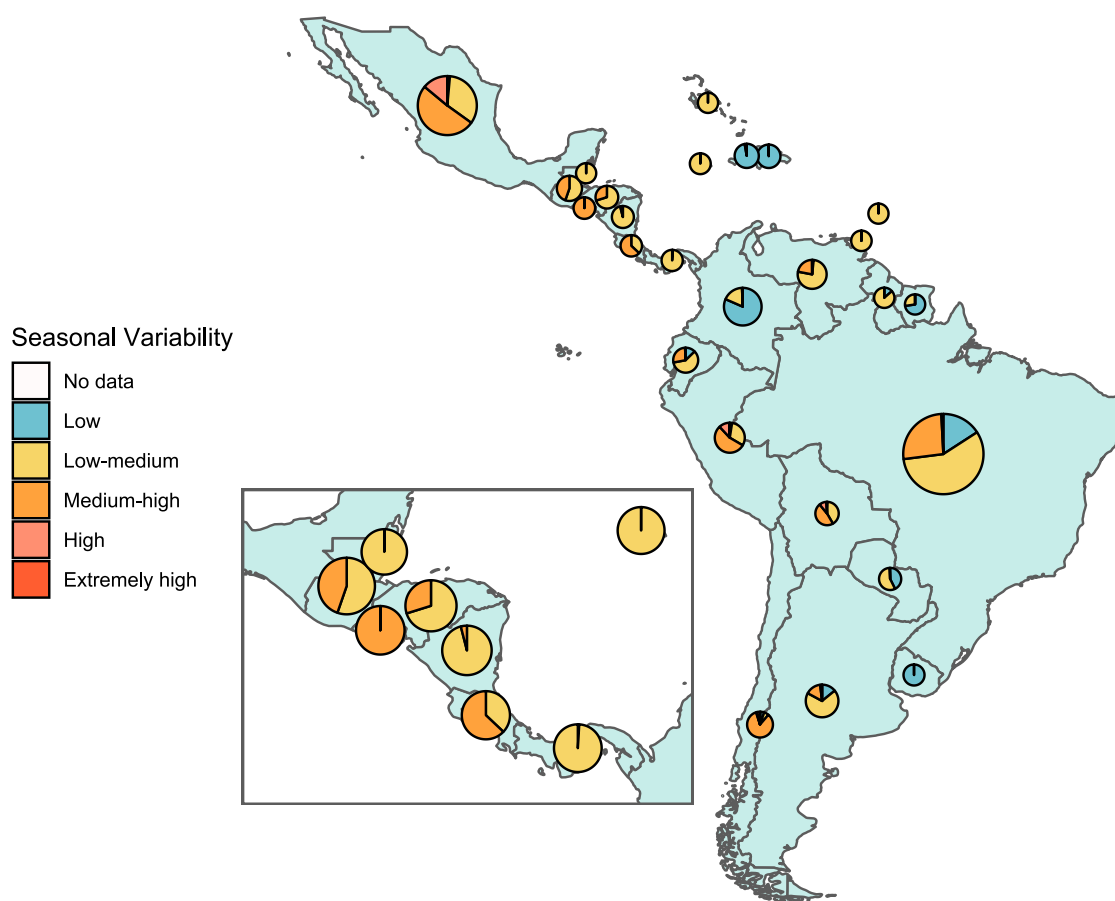 Seasonal Variability
No data
Low
Low-medium
Medium-high
High
Extremely high